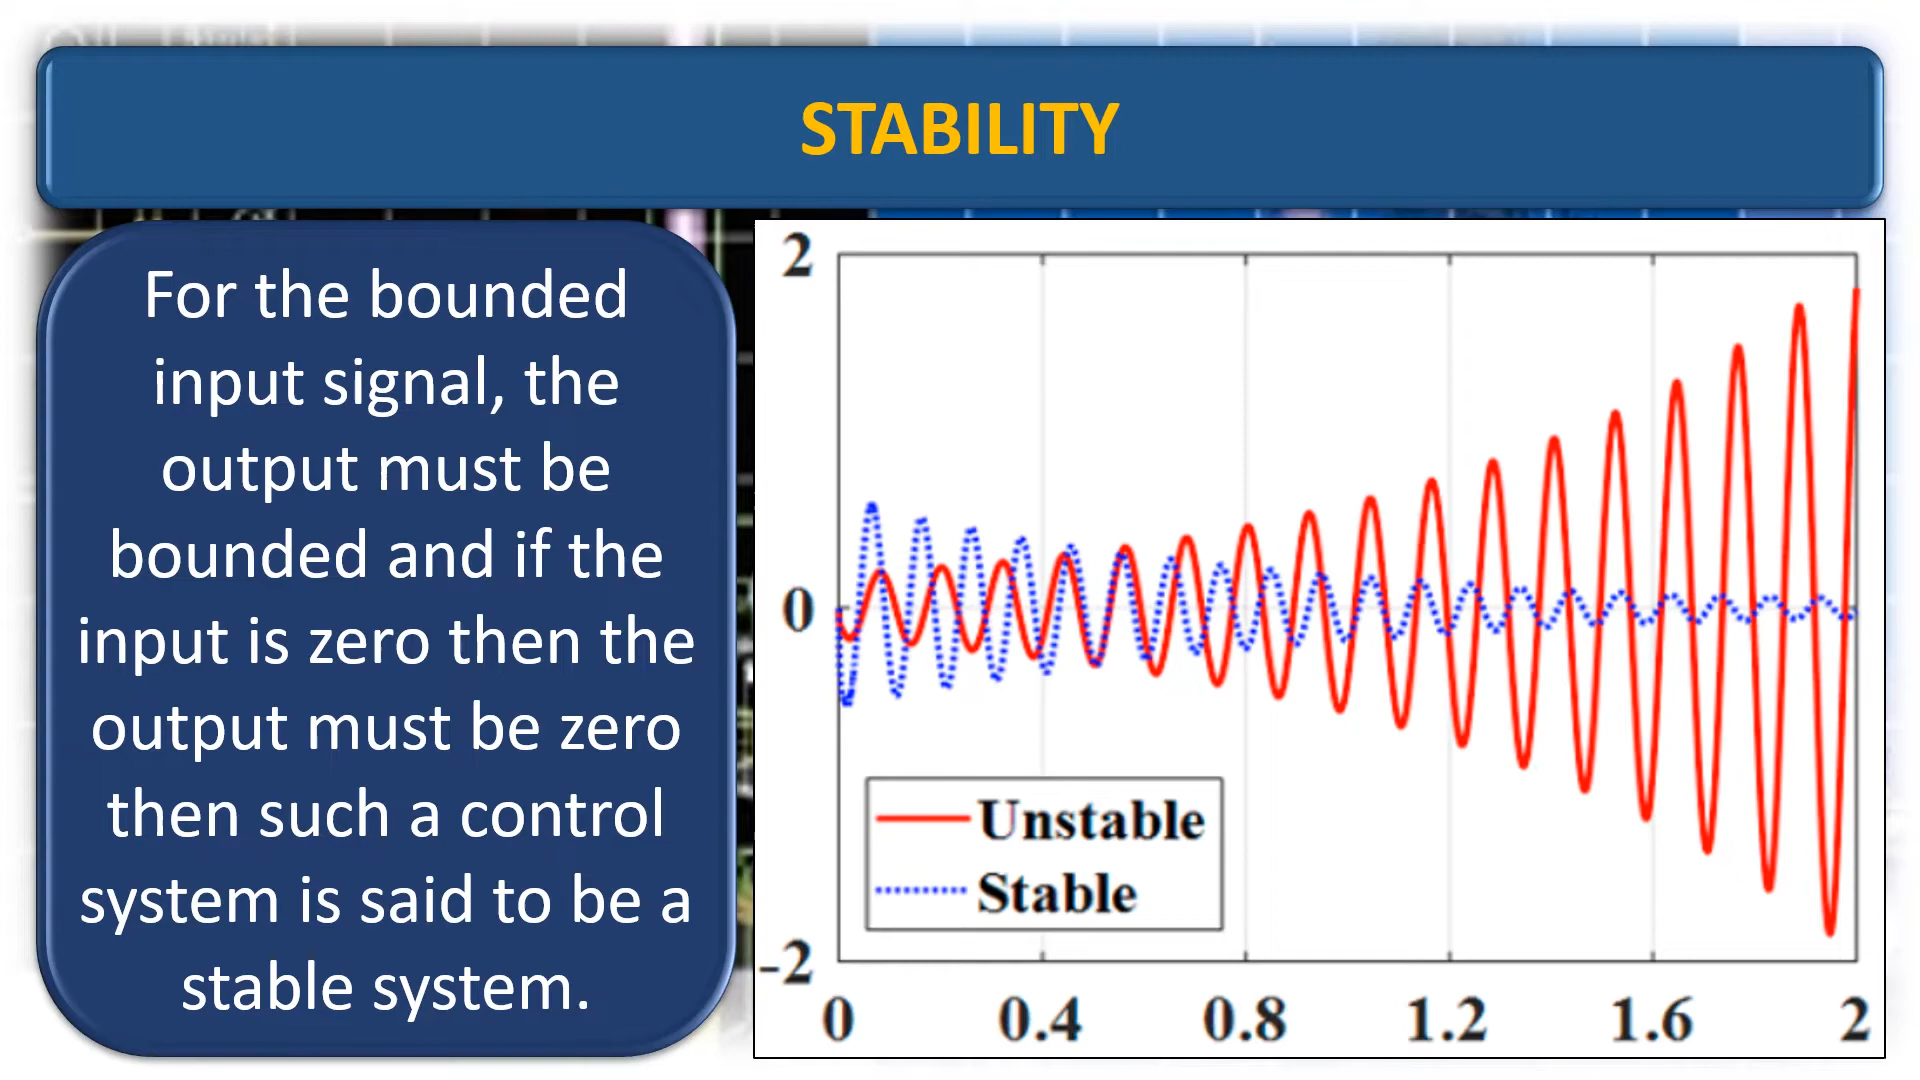 STABILITY
For the bounded
input signal, the
output must be
bounded and if the
input is zero then the
output must be zero
then such a control
system is said to be a
stable system.
2
0
-2
Unstable
Stable
0 0.4 0.8 1.2 1.6 2